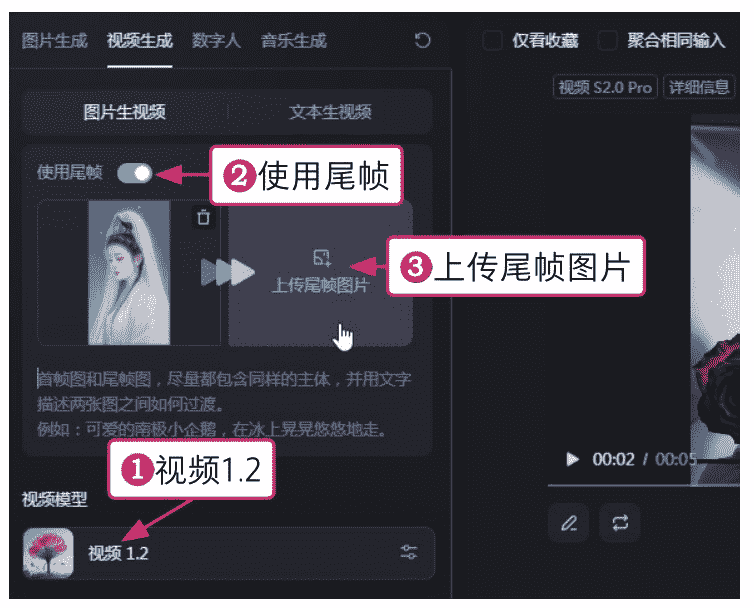 图片生成 视频生成 数字人 音乐生成
仅看收藏 聚合相同输入
视频 S2.0 Pro 详细信息
图片生视频 文本生视频
使用尾帧
❷使用尾帧
❸上传尾帧图片
上传尾帧图片
首帧图和尾帧图，尽量都包含同样的主体，并用文字
描述两张图之间如何过渡。
例如：可爱的南极小企鹅，在冰上晃晃悠悠地走。
00:02 / 00:05
❶视频1.2
视频模型
视频 1.2